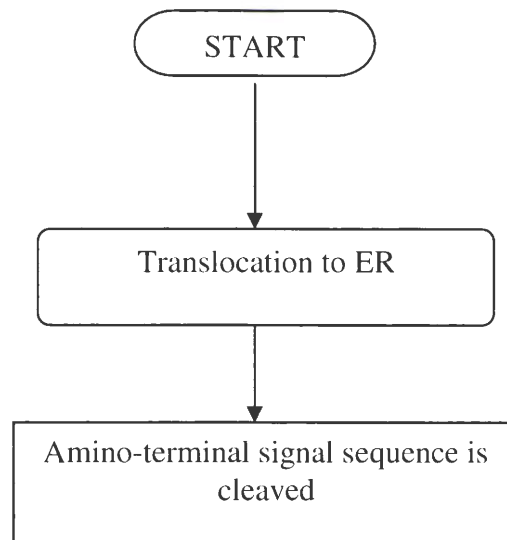 START
Translocation to ER
Amino-terminal signal sequence is
cleaved